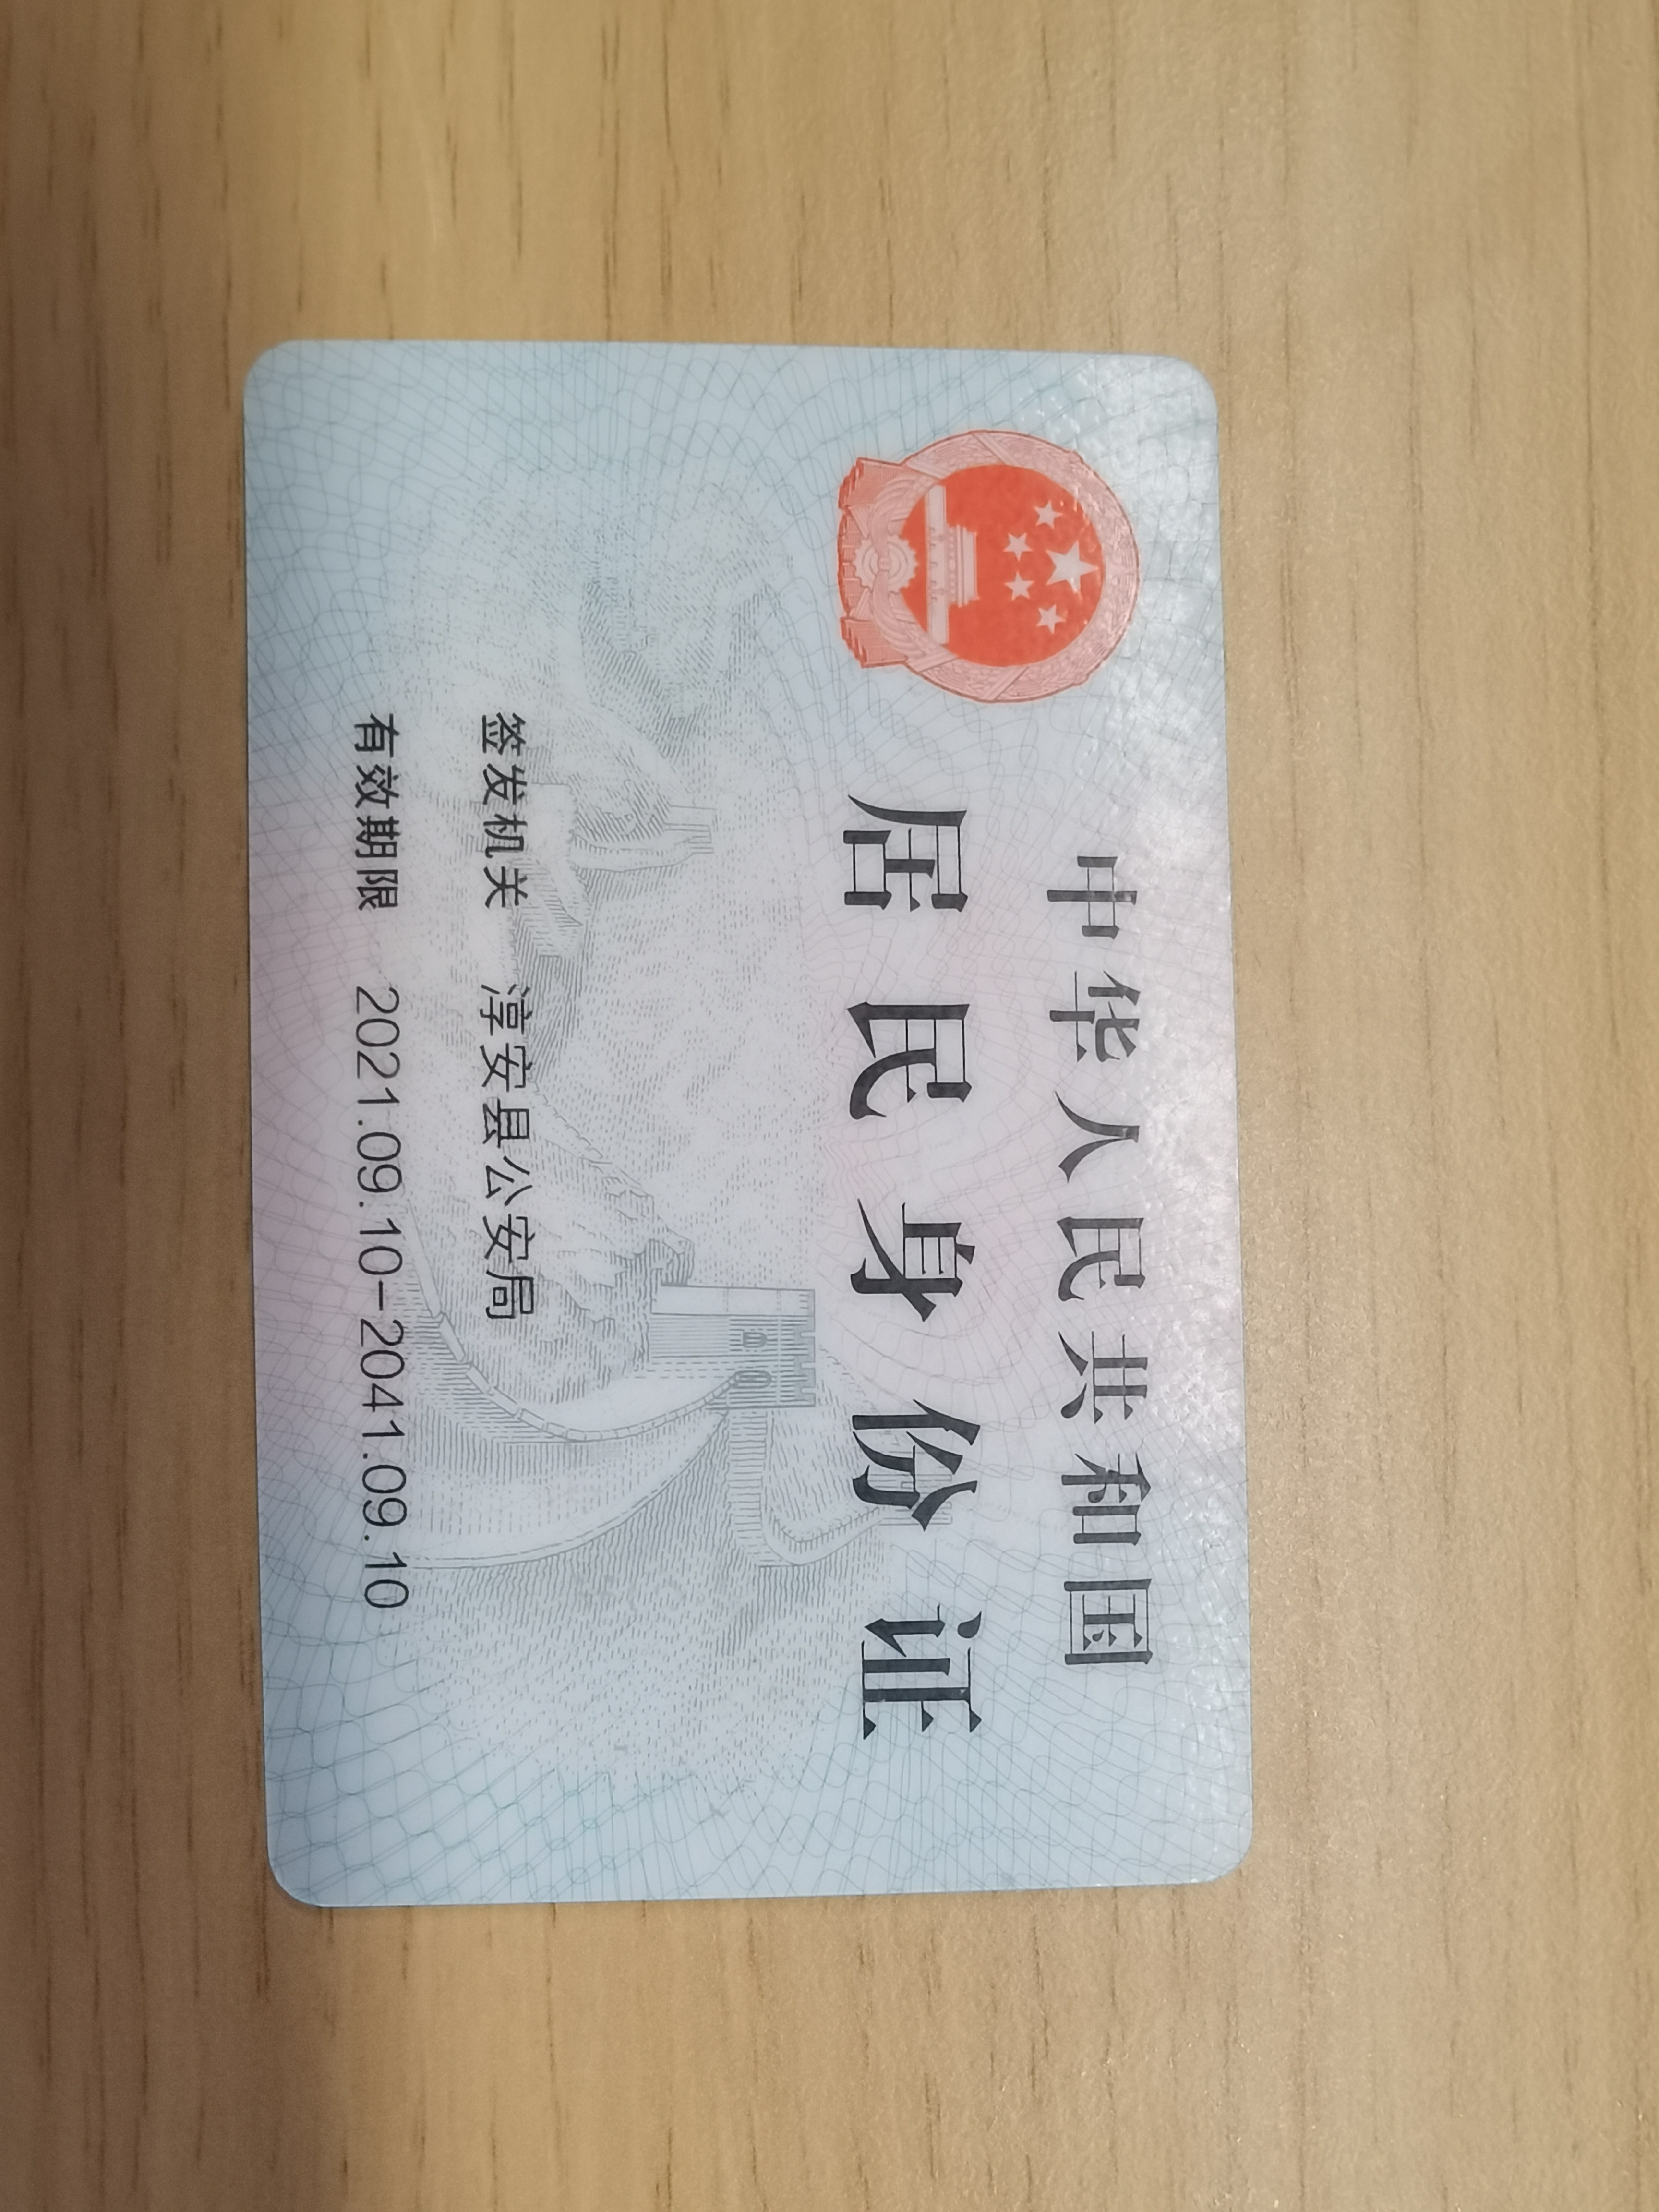 中华人民共和国
居民身份证
签发机关 淳安县公安局
有效期限 2021.09.10-2041.09.10